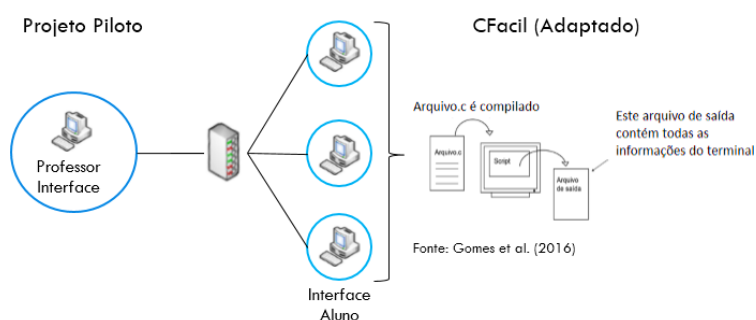 Projeto Piloto
CFacil (Adaptado)
Professor
Interface
Interface
Aluno
Arquivo.c é compilado
Arquivo.c
Script
Arquivo
de saída
Este arquivo de saída
contém todas as
informações do terminal
Fonte: Gomes et al. (2016)